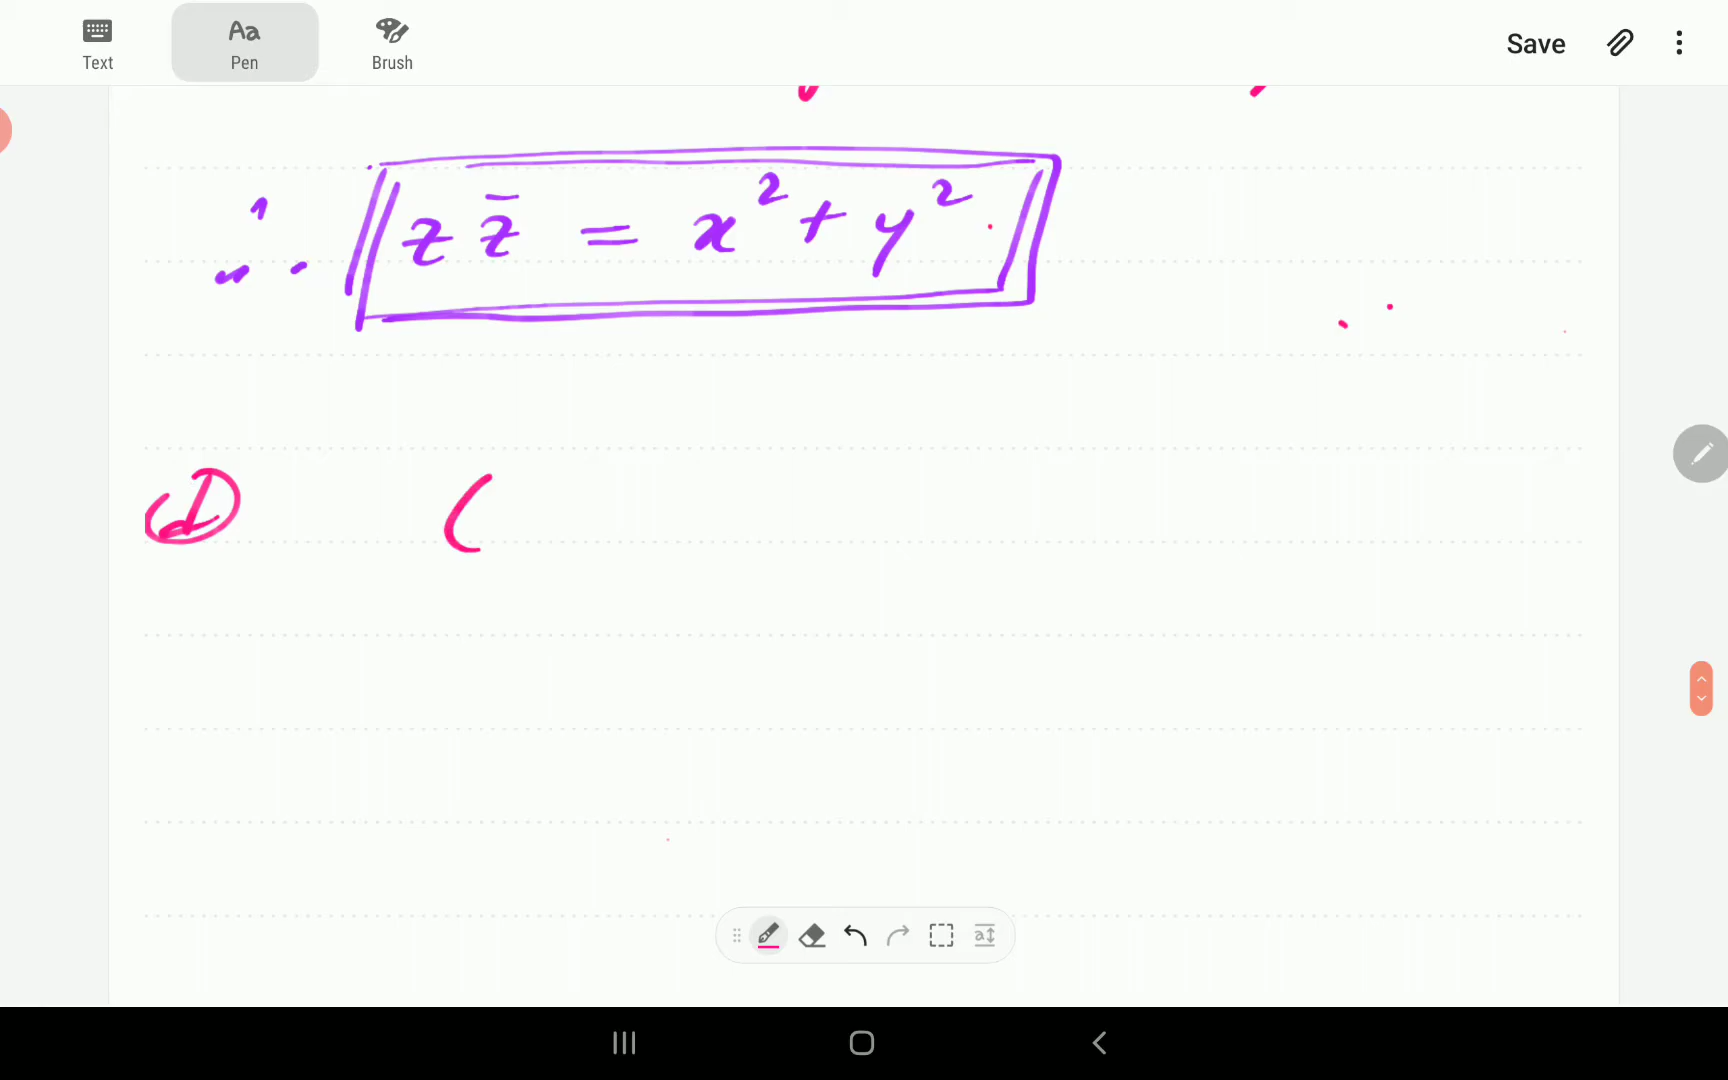 Text Pen Brush Save
∴ z z̄ = x² + y²
d (